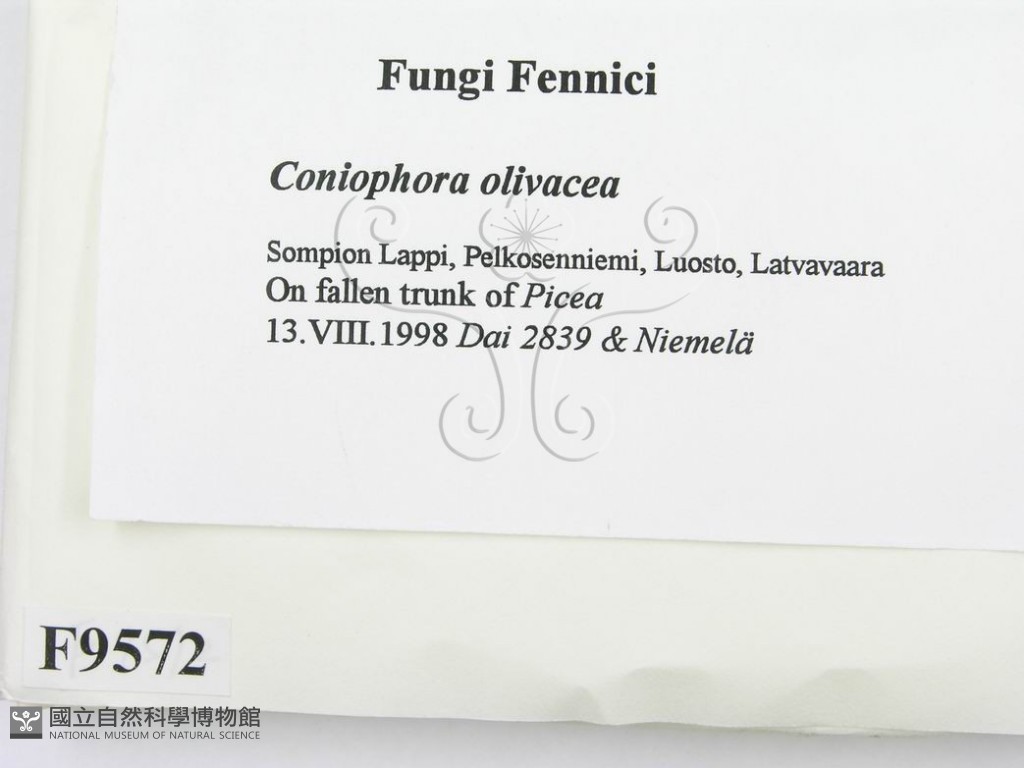 Fungi Fennici
Coniophora olivacea
Sompion Lappi, Pelkosenniemi, Luosto, Latvavaara
On fallen trunk of Picea
13.VIII.1998 Dai 2839 & Niemelä
F9572
國立自然科學博物館
NATIONAL MUSEUM OF NATURAL SCIENCE